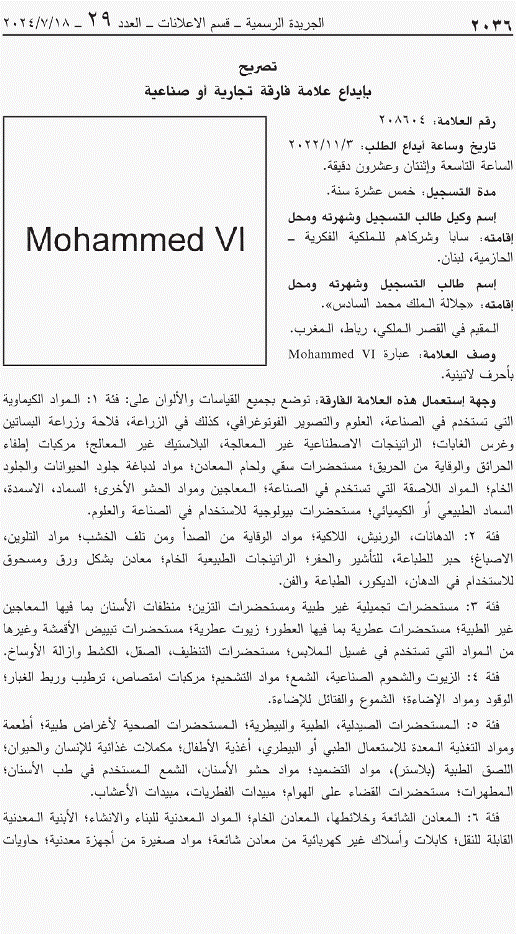 ٢٠٣٦
الجريدة الرسمية – قسم الاعلانات – العدد ٢٩ – ٢٠٢٤/٧/١٨
تصريح
بإيداع علامة فارقة تجارية أو صناعية
رقم العلامة: ٢٠٨٦٠٤
تاريخ وساعة أيداع الطلب: ٢٠٢٢/١١/٣
الساعة التاسعة وإثنتان وعشرون دقيقة.
مدة التسجيل: خمس عشرة سنة.
إسم وكيل طالب التسجيل وشهرته ومحل
إقامته: سابا وشركاهم للملكية الفكرية –
الحازمية، لبنان.
إسم طالب التسجيل وشهرته ومحل
إقامته: «جلالة الملك محمد السادس».
المقيم في القصر الملكي، رباط، المغرب.
وصف العلامة: عبارة Mohammed VI
بأحرف لاتينية.
Mohammed VI
وجهة إستعمال هذه العلامة الفارقة: توضع بجميع القياسات والألوان على: فئة ١: المواد الكيماوية
التي تستخدم في الصناعة، العلوم والتصوير الفوتوغرافي، كذلك في الزراعة، فلاحة وزراعة البساتين
وغرس الغابات؛ الراتينجات الاصطناعية غير المعالجة، البلاستيك غير المعالج؛ مركبات إطفاء
الحرائق والوقاية من الحريق؛ مستحضرات سقي ولحام المعادن؛ مواد لدباغة جلود الحيوانات والجلود
الخام؛ المواد اللاصقة التي تستخدم في الصناعة؛ المعاجين ومواد الحشو الأخرى؛ السماد، الاسمدة،
السماد الطبيعي أو الكيميائي؛ مستحضرات بيولوجية للاستخدام في الصناعة والعلوم.
فئة ٢: الدهانات، الورنيش، اللاكية؛ مواد الوقاية من الصدأ ومن تلف الخشب؛ مواد التلوين،
الاصباغ؛ حبر للطباعة، للتأشير والحفر؛ الراتينجات الطبيعية الخام؛ معادن بشكل ورق ومسحوق
للاستخدام في الدهان، الديكور، الطباعة والفن.
فئة ٣: مستحضرات تجميلية غير طبية ومستحضرات التزين؛ منظفات الأسنان بما فيها المعاجين
غير الطبية؛ مستحضرات عطرية بما فيها العطور؛ زيوت عطرية؛ مستحضرات تبييض الأقمشة وغيرها
من المواد التي تستخدم في غسيل الملابس؛ مستحضرات التنظيف، الصقل، الكشط وازالة الأوساخ.
فئة ٤: الزيوت والشحوم الصناعية، الشمع؛ مواد التشحيم؛ مركبات امتصاص، ترطيب وربط الغبار؛
الوقود ومواد الإضاءة؛ الشموع والفتائل للإضاءة.
فئة ٥: المستحضرات الصيدلية، الطبية والبيطرية؛ المستحضرات الصحية لأغراض طبية؛ أطعمة
ومواد التغذية المعدة للاستعمال الطبي أو البيطري، أغذية الأطفال؛ مكملات غذائية للإنسان والحيوان؛
اللصق الطبية (بلاستر)، مواد التضميد؛ مواد حشو الأسنان، الشمع المستخدم في طب الأسنان؛
المطهرات؛ مستحضرات القضاء على الهوام؛ مبيدات الفطريات، مبيدات الأعشاب.
فئة ٦: المعادن الشائعة وخلائطها، المعادن الخام؛ المواد المعدنية للبناء والانشاء؛ الأبنية المعدنية
القابلة للنقل؛ كابلات وأسلاك غير كهربائية من معادن شائعة؛ مواد صغيرة من أجهزة معدنية؛ حاويات